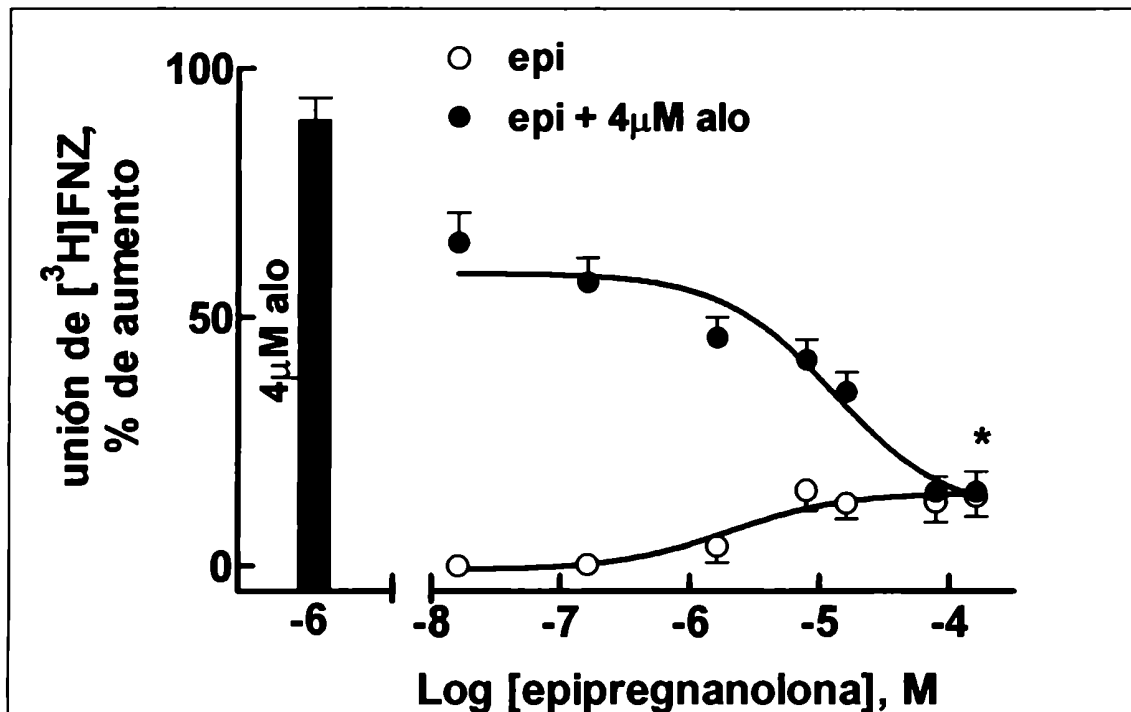 epi
epi + 4μM alo
unión de [³H]FNZ,
% de aumento
100
50
0
4μM alo
*
-6
-8
-7
-6
-5
-4
Log [epipregnanolona], M